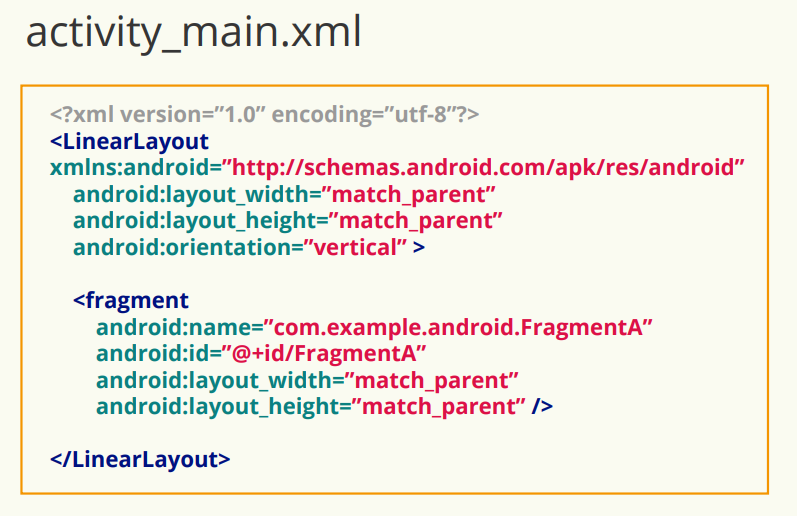 activity_main.xml
<?xml version=”1.0” encoding=”utf-8”?>
<LinearLayout
xmlns:android=”http://schemas.android.com/apk/res/android”
android:layout_width=”match_parent”
android:layout_height=”match_parent”
android:orientation=”vertical” >
<fragment
android:name=”com.example.android.FragmentA”
android:id=”@+id/FragmentA”
android:layout_width=”match_parent”
android:layout_height=”match_parent” />
</LinearLayout>